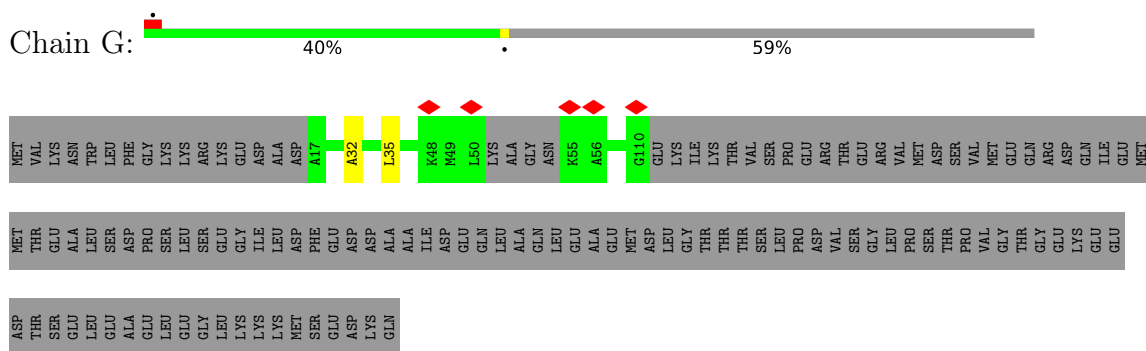 Chain G:
40%
59%
MET VAL LYS ASN TRP LEU PHE GLY LYS LYS ARG LYS GLU ASP ALA ASP A17 A32 L35 K48 M49 L50 LYS ALA GLY ASN K55 A56 G110 GLU LYS ILE LYS THR VAL SER PRO GLU ARG THR GLU ARG VAL MET ASP SER VAL MET GLU GLN ARG ASP GLN ILE GLU MET
MET THR GLU ALA LEU SER ASP PRO SER LEU SER GLU GLY ILE LEU ASP PHE GLU ASP ASP ALA ALA ILE ASP GLU GLN LEU ALA GLN LEU GLU ALA GLU MET ASP LEU GLY THR THR THR SER LEU PRO ASP VAL SER GLY LEU PRO SER THR PRO VAL GLY THR GLY GLU LYS GLU GLU
ASP THR SER GLU LEU GLU ALA GLU LEU GLU GLY LEU LYS LYS LYS MET SER GLU ASP LYS GLN